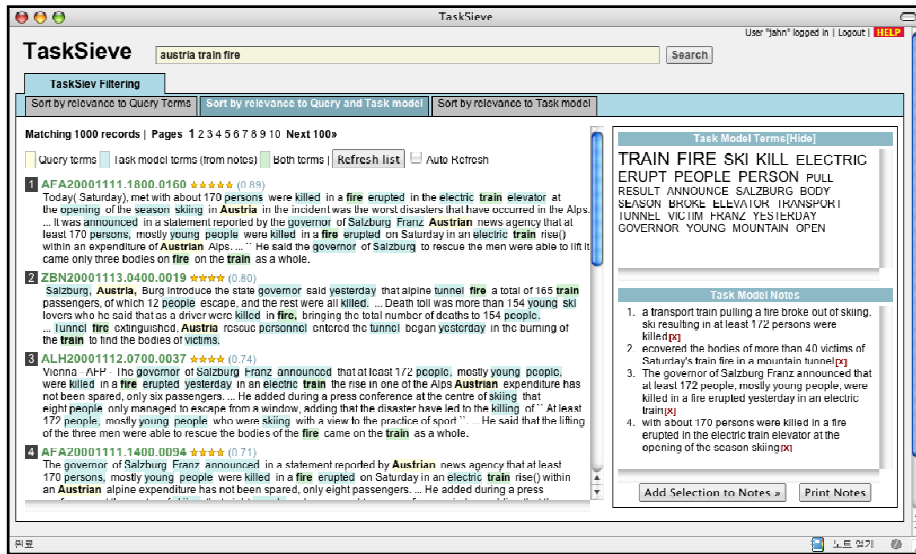 TaskSieve
User "jahn" logged in | Logout | HELP
TaskSieve
austria train fire
Search
TaskSiev Filtering
Sort by relevance to Query Terms
Sort by relevance to Query and Task model
Sort by relevance to Task model
Matching 1000 records | Pages 1 2 3 4 5 6 7 8 9 10 Next 100»
Query terms Task model terms (from notes) Both terms | Refresh list Auto Refresh
1 AFA20001111.1800.0160 ★★★★★ (0.89)
Today( Saturday), met with about 170 persons were killed in a fire erupted in the electric train elevator at
the opening of the season skiing in Austria in the incident was the worst disasters that have occurred in the Alps.
... It was announced in a statement reported by the governor of Salzburg Franz Austrian news agency that at
least 170 persons, mostly young people were killed in a fire erupted on Saturday in an electric train rise()
within an expenditure of Austrian Alps. ... `` He said the governor of Salzburg to rescue the men were able to lift it
came only three bodies on fire on the train as a whole.
2 ZBN20001113.0400.0019 ★★★★ (0.80)
Salzburg, Austria, Burg introduce the state governor said yesterday that alpine tunnel fire a total of 165 train
passengers, of which 12 people escape, and the rest were all killed. ... Death toll was more than 154 young ski
lovers who he said that as a driver were killed in fire, bringing the total number of deaths to 154 people.
... Tunnel fire extinguished, Austria rescue personnel entered the tunnel began yesterday in the burning of
the train to find the bodies of victims.
3 ALH20001112.0700.0037 ★★★★ (0.74)
Vienna - AFP - The governor of Salzburg Franz announced that at least 172 people, mostly young people,
were killed in a fire erupted yesterday in an electric train the rise in one of the Alps Austrian expenditure has
not been spared, only six passengers. ... He added during a press conference at the centre of skiing that
eight people only managed to escape from a window, adding that the disaster have led to the killing of `` At least
172 people, mostly young people who were skiing with a view to the practice of sport ``. ... He said that the lifting
of the three men were able to rescue the bodies of the fire came on the train as a whole.
4 AFA20001111.1400.0094 ★★★★ (0.71)
The governor of Salzburg Franz announced in a statement reported by Austrian news agency that at least
170 persons, mostly young people were killed in a fire erupted on Saturday in an electric train rise() within
an Austrian alpine expenditure has not been spared, only eight passengers. ... He added during a press
Task Model Terms[Hide]
TRAIN FIRE SKI KILL ELECTRIC
ERUPT PEOPLE PERSON PULL
RESULT ANNOUNCE SALZBURG BODY
SEASON BROKE ELEVATOR TRANSPORT
TUNNEL VICTIM FRANZ YESTERDAY
GOVERNOR YOUNG MOUNTAIN OPEN
Task Model Notes
1. a transport train pulling a fire broke out of skiing,
ski resulting in at least 172 persons were
killed[X]
2. ecovered the bodies of more than 40 victims of
Saturday's train fire in a mountain tunnel[X]
3. The governor of Salzburg Franz announced that
at least 172 people, mostly young people, were
killed in a fire erupted yesterday in an electric
train[X]
4. with about 170 persons were killed in a fire
erupted in the electric train elevator at the
opening of the season skiing[X]
Add Selection to Notes »
Print Notes
완료
노트 열기